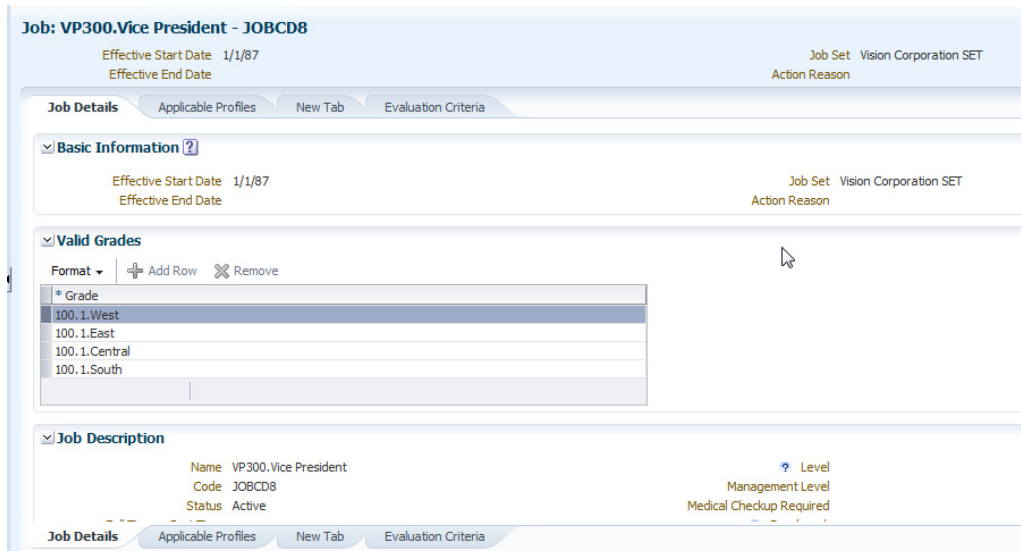 Job: VP300.Vice President - JOBCD8
Effective Start Date 1/1/87 Job Set Vision Corporation SET
Effective End Date Action Reason
Job Details Applicable Profiles New Tab Evaluation Criteria
Basic Information ?
Effective Start Date 1/1/87 Job Set Vision Corporation SET
Effective End Date Action Reason
Valid Grades
Format Add Row Remove
* Grade
100.1.West
100.1.East
100.1.Central
100.1.South
Job Description
Name VP300.Vice President ? Level
Code JOBCD8 Management Level
Status Active Medical Checkup Required
Job Details Applicable Profiles New Tab Evaluation Criteria